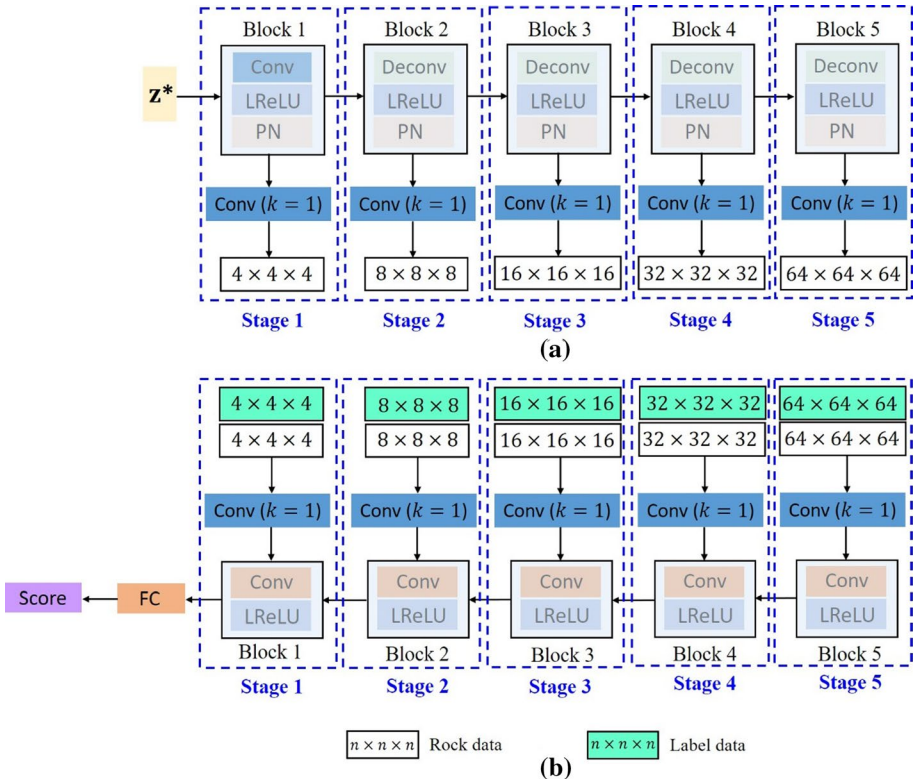 Block 1 Block 2 Block 3 Block 4 Block 5
Conv Deconv Deconv Deconv Deconv
z* LReLU LReLU LReLU LReLU LReLU
PN PN PN PN PN
Conv (k = 1) Conv (k = 1) Conv (k = 1) Conv (k = 1) Conv (k = 1)
4 × 4 × 4 8 × 8 × 8 16 × 16 × 16 32 × 32 × 32 64 × 64 × 64
Stage 1 Stage 2 Stage 3 Stage 4 Stage 5
(a)
4 × 4 × 4 8 × 8 × 8 16 × 16 × 16 32 × 32 × 32 64 × 64 × 64
4 × 4 × 4 8 × 8 × 8 16 × 16 × 16 32 × 32 × 32 64 × 64 × 64
Conv (k = 1) Conv (k = 1) Conv (k = 1) Conv (k = 1) Conv (k = 1)
Conv Conv Conv Conv Conv
Score FC LReLU LReLU LReLU LReLU LReLU
Block 1 Block 2 Block 3 Block 4 Block 5
Stage 1 Stage 2 Stage 3 Stage 4 Stage 5
n × n × n Rock data n × n × n Label data
(b)